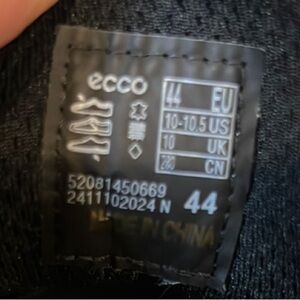 ecco
44 EU
10-10.5 US
10 UK
280 CN
52081450669
2411102024 N 44
MADE IN CHINA